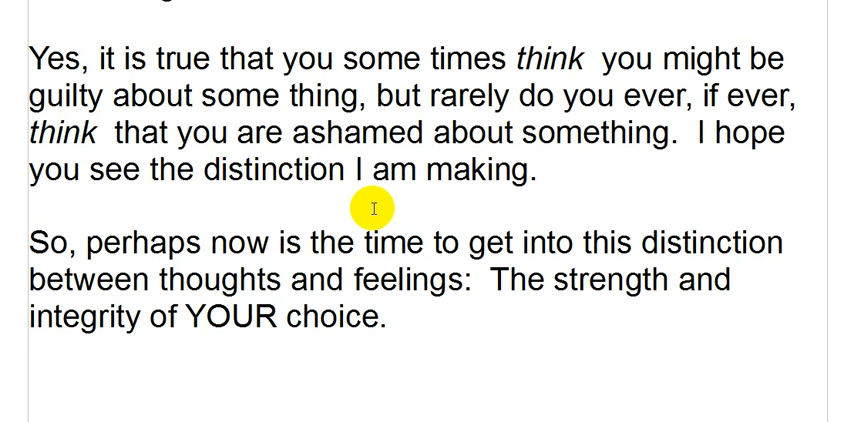 Yes, it is true that you some times think  you might be
guilty about some thing, but rarely do you ever, if ever,
think  that you are ashamed about something.  I hope
you see the distinction I am making.
So, perhaps now is the time to get into this distinction
between thoughts and feelings:  The strength and
integrity of YOUR choice.